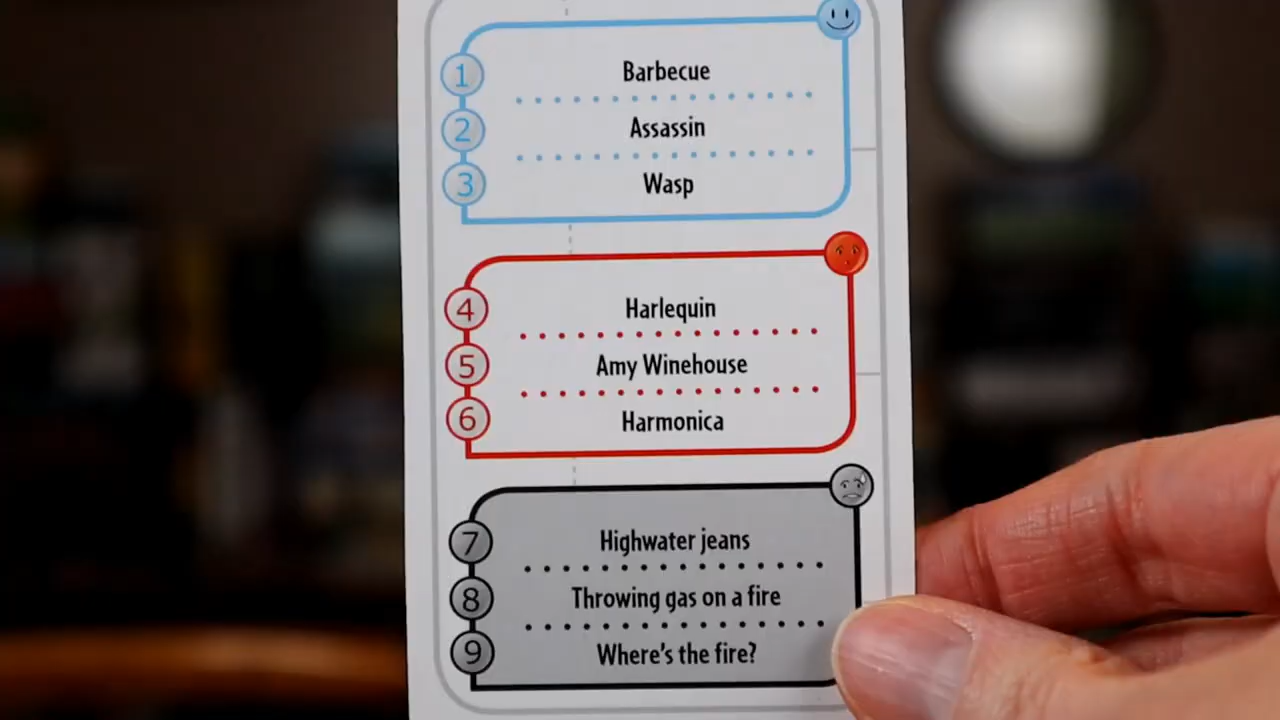 1 Barbecue
2 Assassin
3 Wasp
4 Harlequin
5 Amy Winehouse
6 Harmonica
7 Highwater jeans
8 Throwing gas on a fire
9 Where's the fire?